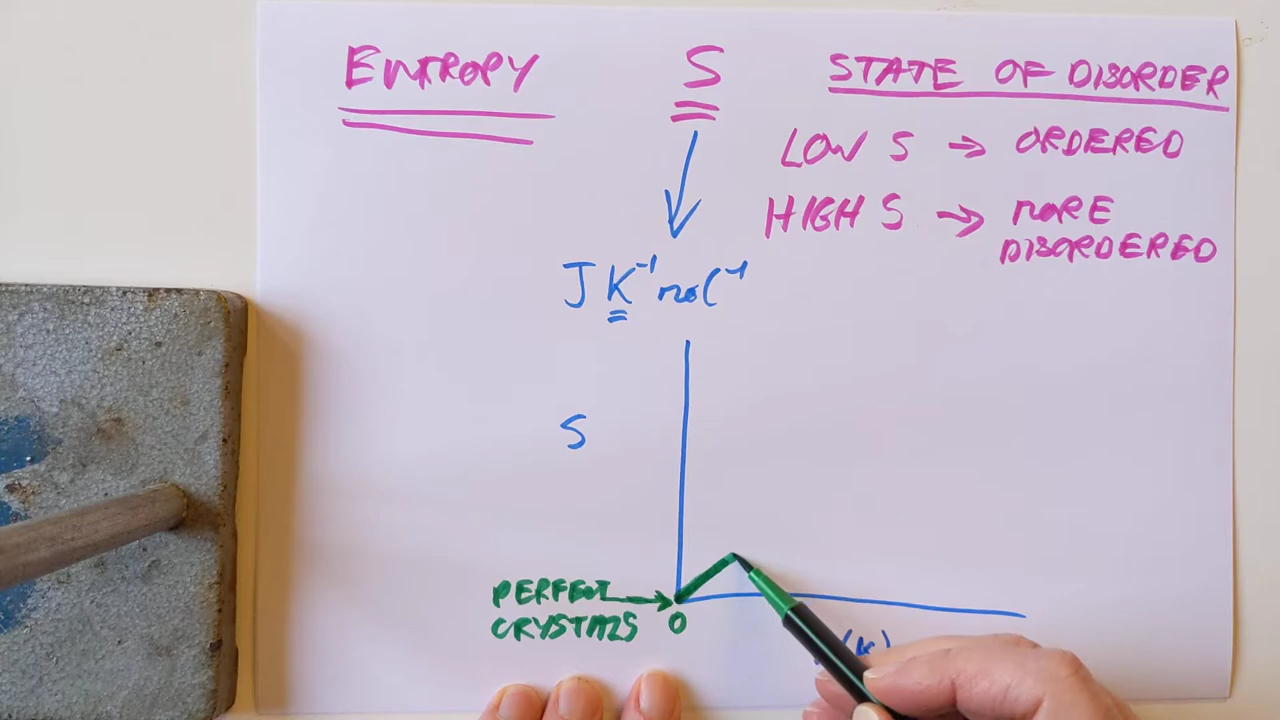 ENTROPY
S
STATE OF DISORDER
LOW S → ORDERED
HIGH S → MORE
DISORDERED
J K⁻¹ mol⁻¹
S
PERFECT
CRYSTALS
0
(K)